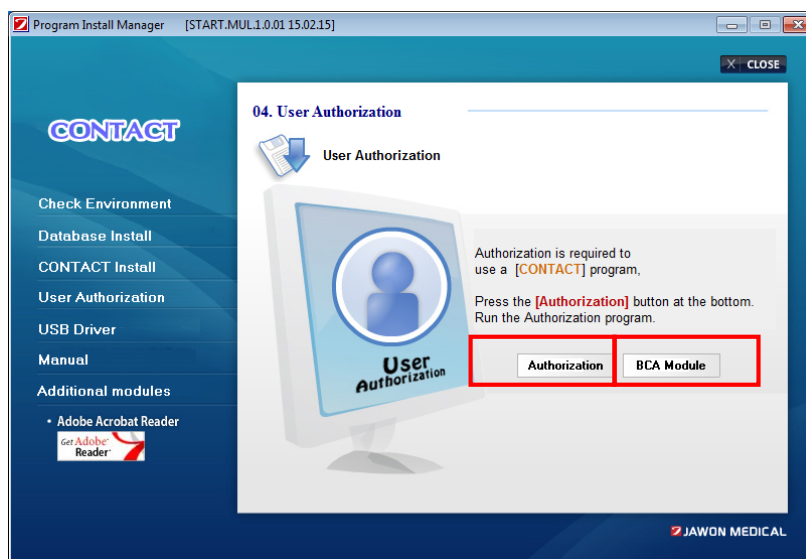 Program Install Manager [START.MUL.1.0.01 15.02.15]
X CLOSE
CONTACT
Check Environment
Database Install
CONTACT Install
User Authorization
USB Driver
Manual
Additional modules
• Adobe Acrobat Reader
Get Adobe®
Reader®
04. User Authorization
User Authorization
User
Authorization
Authorization is required to
use a [CONTACT] program,
Press the [Authorization] button at the bottom.
Run the Authorization program.
Authorization
BCA Module
JAWON MEDICAL